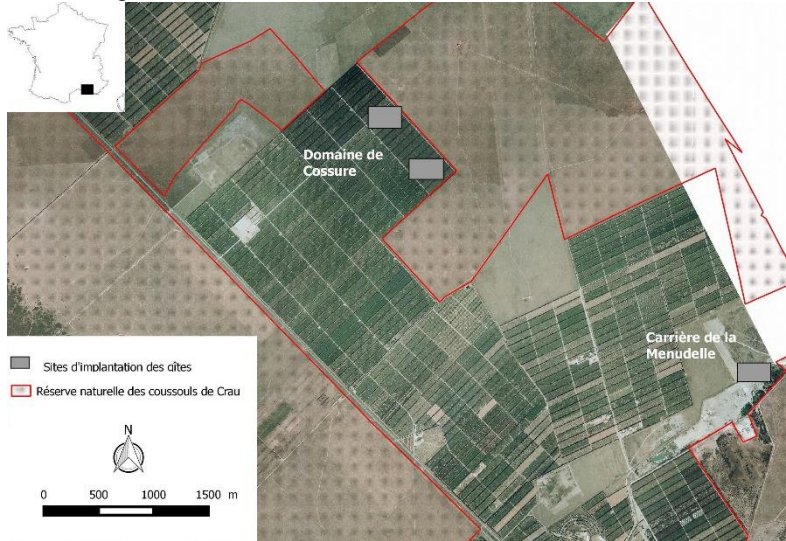 Domaine de
Cossure
Carrière de la
Menudelle
Sites d'implantation des gîtes
Réserve naturelle des coussouls de Crau
N
0 500 1000 1500 m